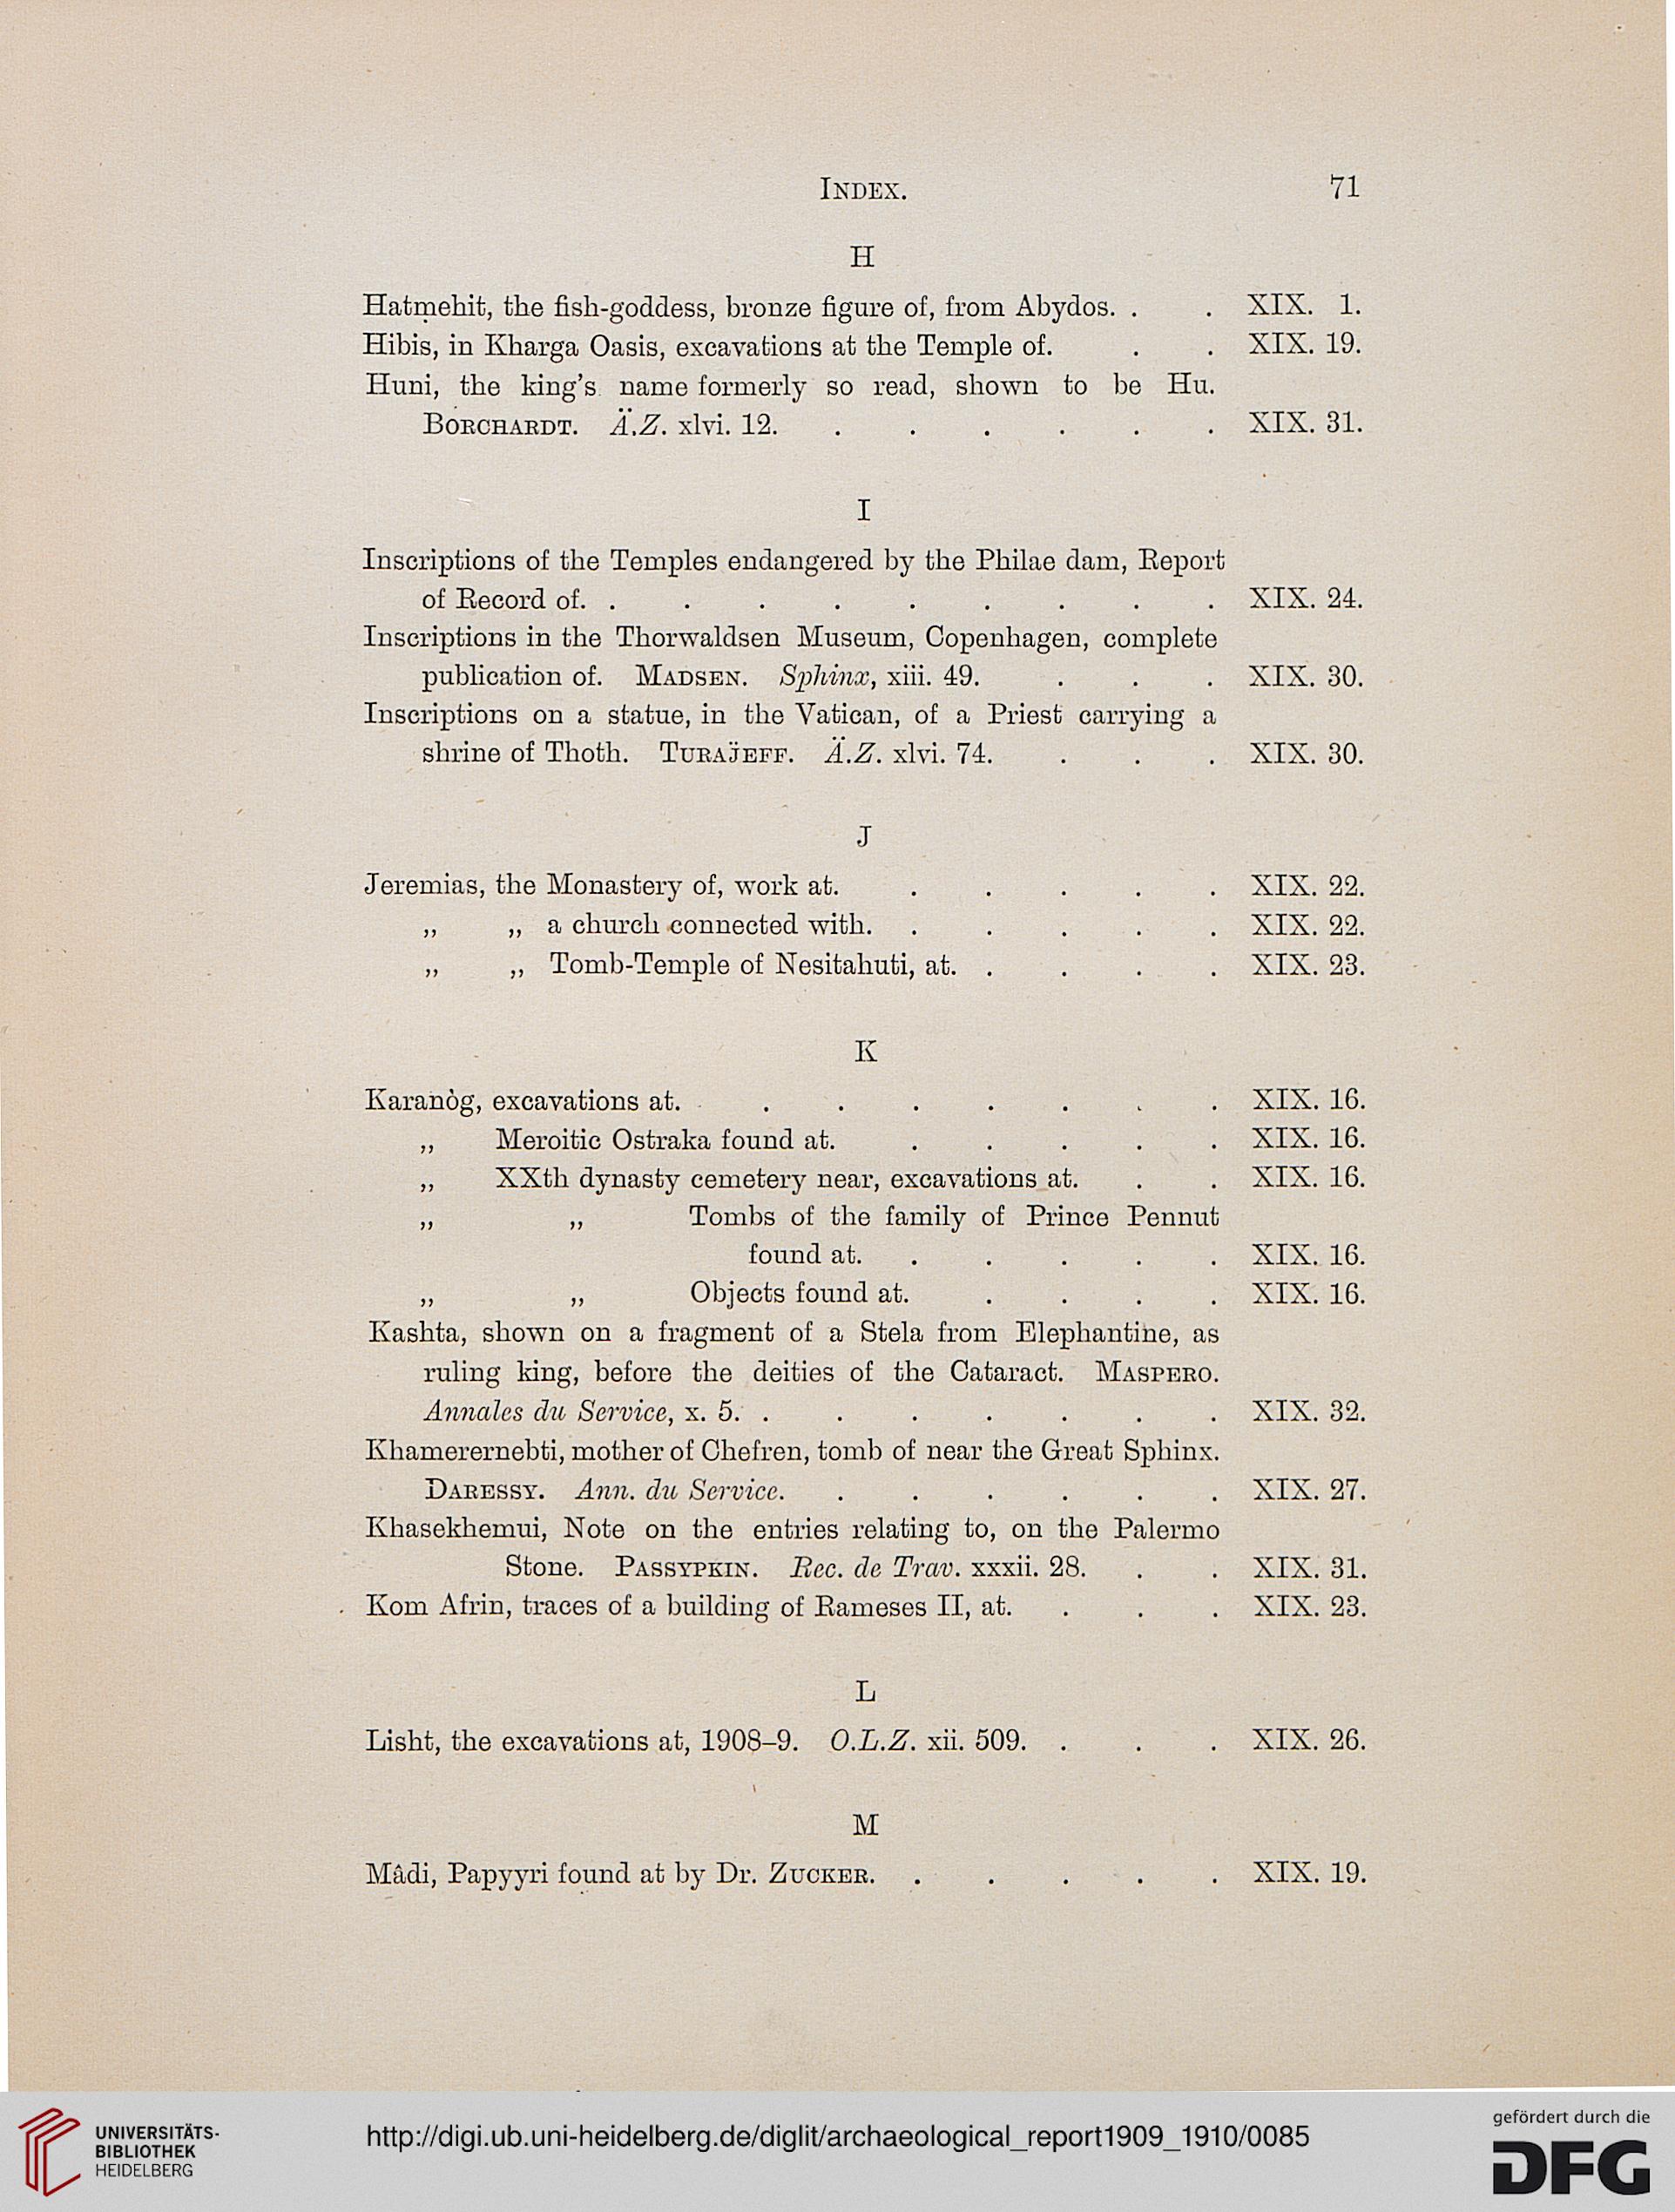 INDEX. 71
H
Hatmehit, the fish-goddess, bronze figure of, from Abydos. . . XIX. 1.
Hibis, in Kharga Oasis, excavations at the Temple of. . . XIX. 19.
Huni, the king's name formerly so read, shown to be Hu.
BORCHARDT. Ä.Z. xlvi. 12. . . . . . . XIX. 31.
I
Inscriptions of the Temples endangered by the Philae dam, Report
of Record of. . . . . . . . . . XIX. 24.
Inscriptions in the Thorwaldsen Museum, Copenhagen, complete
publication of. MADSEN. Sphinx, xiii. 49. . . . XIX. 30.
Inscriptions on a statue, in the Vatican, of a Priest carrying a
shrine of Thoth. TURAJ̈EFF. Ä.Z. xlvi. 74. . . . XIX. 30.
J
Jeremias, the Monastery of, work at. . . . . . XIX. 22.
„ „ a church connected with. . . . . . XIX. 22.
„ „ Tomb-Temple of Nesitahuti, at. . . . . XIX. 23.
K
Karanòg, excavations at. . . . . . . . XIX. 16.
„ Meroitic Ostraka found at. . . . . . XIX. 16.
„ XXth dynasty cemetery near, excavations at. . . XIX. 16.
„ „ Tombs of the family of Prince Pennut
found at. . . . . . XIX. 16.
„ „ Objects found at. . . . . XIX. 16.
Kashta, shown on a fragment of a Stela from Elephantine, as
ruling king, before the deities of the Cataract. MASPERO.
Annales du Service, x. 5. . . . . . . . XIX. 32.
Khamerernebti, mother of Chefren, tomb of near the Great Sphinx.
DARESSY. Ann. du Service. . . . . . . XIX. 27.
Khasekhemui, Note on the entries relating to, on the Palermo
Stone. PASSYPKIN. Rec. de Trav. xxxii. 28. . . XIX. 31.
Kom Afrin, traces of a building of Rameses II, at. . . . XIX. 23.
L
Lisht, the excavations at, 1908–9. O.L.Z. xii. 509. . . . XIX. 26.
M
Mâdi, Papyyri found at by Dr. ZUCKER. . . . . . XIX. 19.
UNIVERSITÄTS-
BIBLIOTHEK
HEIDELBERG
http://digi.ub.uni-heidelberg.de/diglit/archaeological_report1909_1910/0085
gefördert durch die
DFG